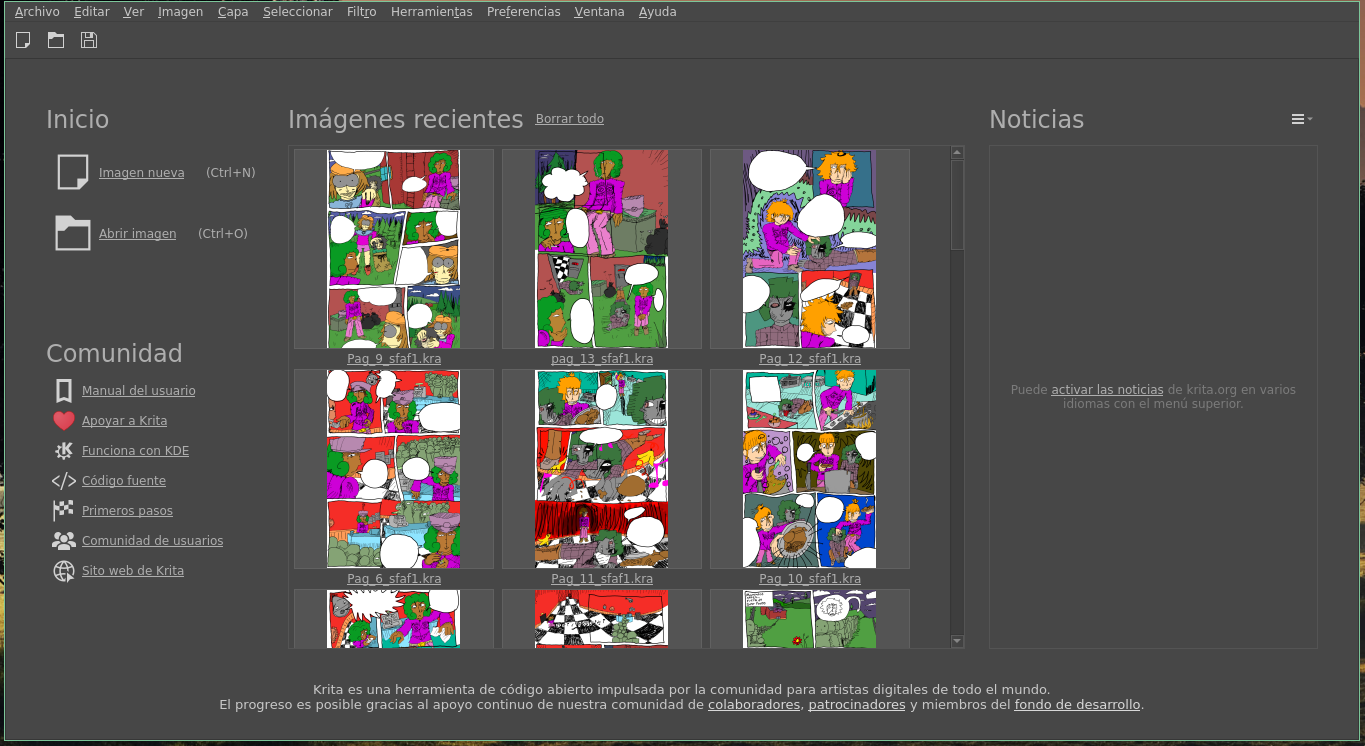 Archivo Editar Ver Imagen Capa Seleccionar Filtro Herramientas Preferencias Ventana Ayuda
Inicio
Imagen nueva (Ctrl+N)
Abrir imagen (Ctrl+O)
Comunidad
Manual del usuario
Apoyar a Krita
Funciona con KDE
Código fuente
Primeros pasos
Comunidad de usuarios
Sito web de Krita
Imágenes recientes Borrar todo
Pag_9_sfaf1.kra pag_13_sfaf1.kra Pag_12_sfaf1.kra
Pag_6_sfaf1.kra Pag_11_sfaf1.kra Pag_10_sfaf1.kra
Noticias
Puede activar las noticias de krita.org en varios
idiomas con el menú superior.
Krita es una herramienta de código abierto impulsada por la comunidad para artistas digitales de todo el mundo.
El progreso es posible gracias al apoyo continuo de nuestra comunidad de colaboradores, patrocinadores y miembros del fondo de desarrollo.